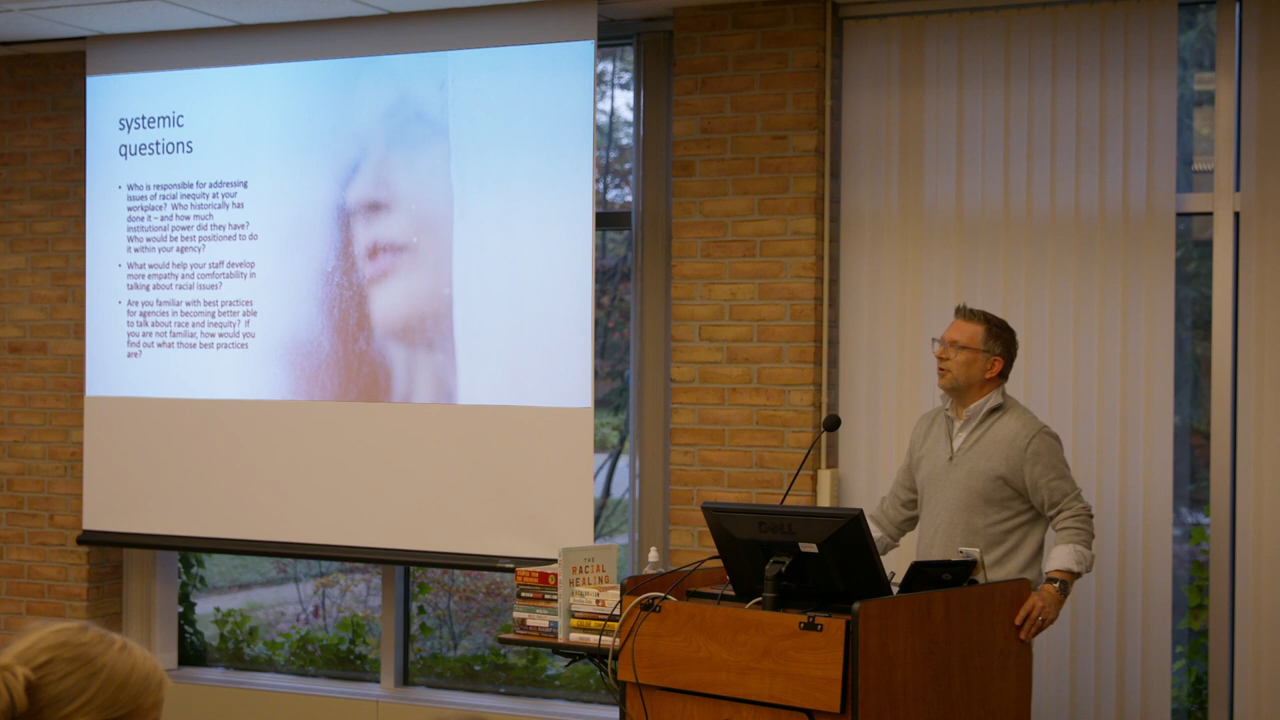 systemic
questions
• Who is responsible for addressing
issues of racial inequity at your
workplace? Who historically has
done it – and how much
institutional power did they have?
Who would be best positioned to do
it within your agency?
• What would help your staff develop
more empathy and comfortability in
talking about racial issues?
• Are you familiar with best practices
for agencies in becoming better able
to talk about race and inequity? If
you are not familiar, how would you
find out what those best practices
are?
DELL
THE
RACIAL
HEALING
HANDBOOK